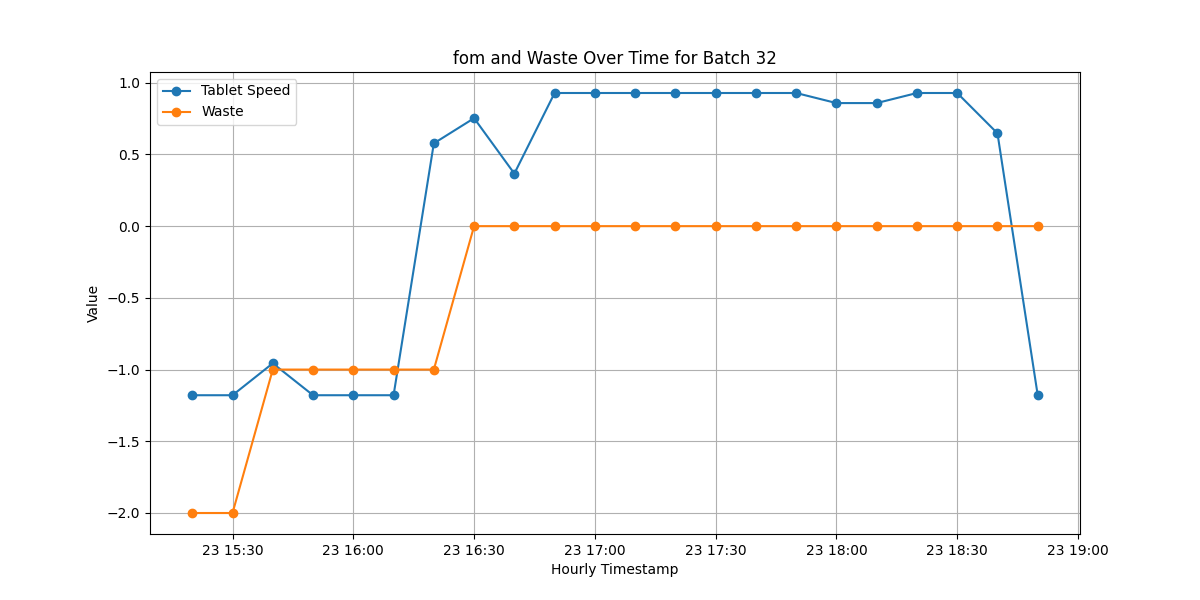 fom and Waste Over Time for Batch 32
Tablet Speed
Waste
1.0
0.5
0.0
−0.5
−1.0
−1.5
−2.0
Value
23 15:30 23 16:00 23 16:30 23 17:00 23 17:30 23 18:00 23 18:30 23 19:00
Hourly Timestamp